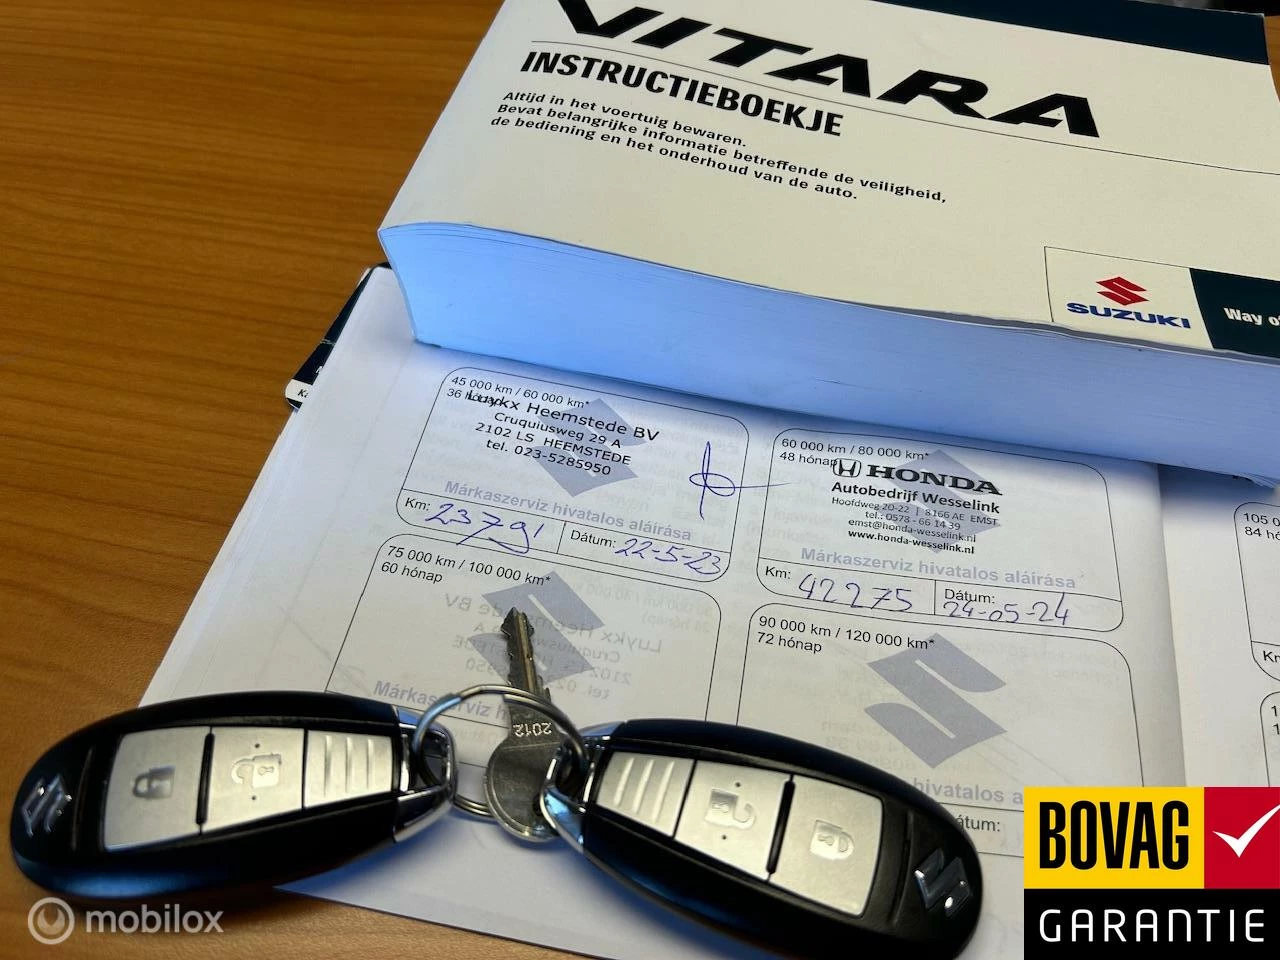 VITARA
INSTRUCTIEBOEKJE
Altijd in het voertuig bewaren.
Bevat belangrijke informatie betreffende de veiligheid,
de bediening en het onderhoud van de auto.
SUZUKI
Way of
45 000 km / 60 000 km*
36 hónap
Luykx Heemstede BV
Cruquiusweg 29 A
2102 LS HEEMSTEDE
tel. 023-5285950
Márkaszerviz hivatalos aláírása
Km: 23791
Dátum: 22-5-23
60 000 km / 80 000 km*
48 hónap
HONDA
Autobedrijf Wesselink
Hoofdweg 20-22 | 8166 AE EMST
tel.: 0578 - 66 14 39
emst@honda-wesselink.nl
www.honda-wesselink.nl
Márkaszerviz hivatalos aláírása
Km: 42275
Dátum: 24-05-24
75 000 km / 100 000 km*
60 hónap
Márkaszerviz
90 000 km / 120 000 km*
72 hónap
hivatalos
105 0
84 hó
2012
BOVAG
GARANTIE
mobilox